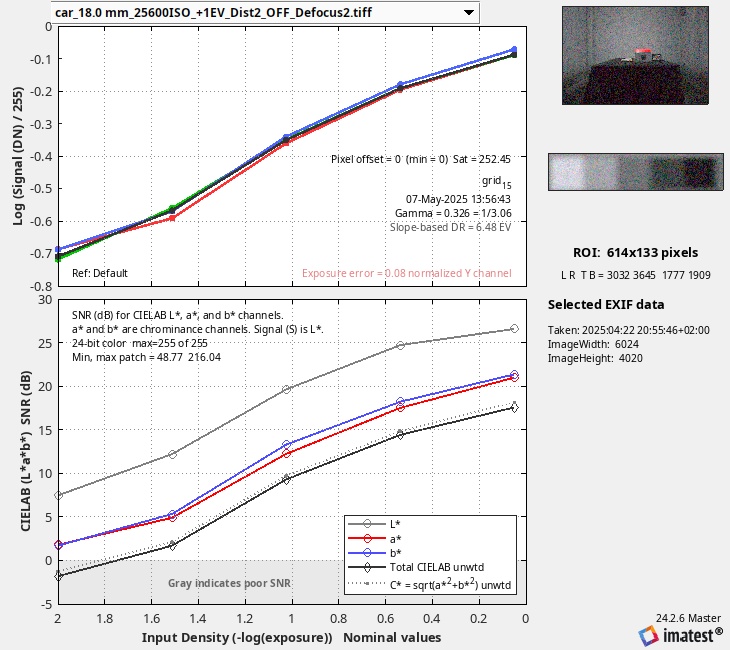 car_18.0 mm_25600ISO_+1EV_Dist2_OFF_Defocus2.tiff
Log (Signal (DN) / 255)
0
-0.1
-0.2
-0.3
-0.4
-0.5
-0.6
-0.7
-0.8
Pixel offset = 0 (min = 0) Sat = 252.45
grid15
07-May-2025 13:56:43
Gamma = 0.326 = 1/3.06
Slope-based DR = 6.48 EV
Ref: Default
Exposure error = 0.08 normalized Y channel
CIELAB (L*a*b*) SNR (dB)
30
25
20
15
10
5
0
-5
SNR (dB) for CIELAB L*, a*, and b* channels.
a* and b* are chrominance channels. Signal (S) is L*.
24-bit color max=255 of 255
Min, max patch = 48.77 216.04
L*
a*
b*
Total CIELAB unwtd
C* = sqrt(a*2+b*2) unwtd
Gray indicates poor SNR
2 1.8 1.6 1.4 1.2 1 0.8 0.6 0.4 0.2 0
Input Density (-log(exposure)) Nominal values
ROI: 614x133 pixels
L R T B = 3032 3645 1777 1909
Selected EXIF data
Taken: 2025:04:22 20:55:46+02:00
ImageWidth: 6024
ImageHeight: 4020
24.2.6 Master
imatest®